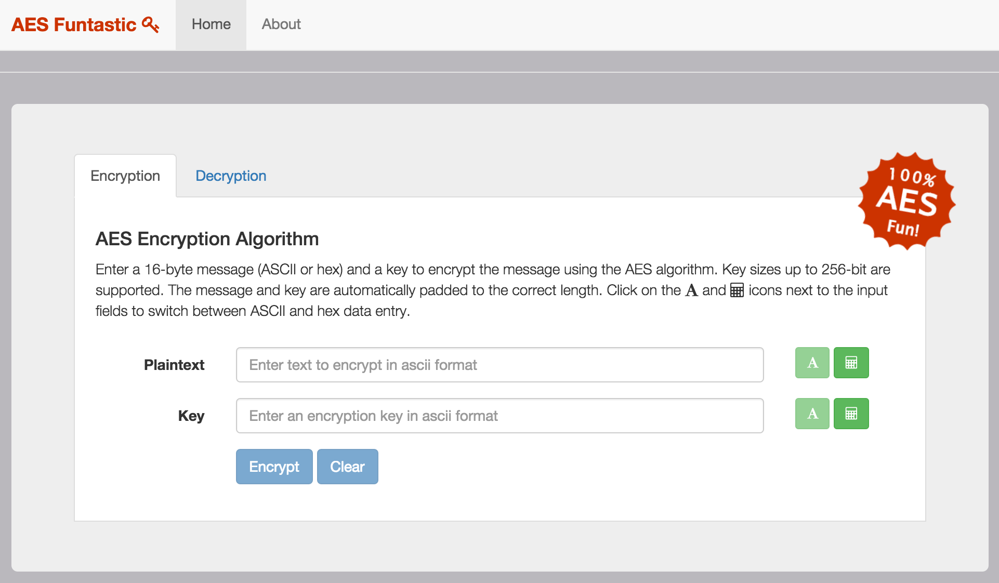 AES Funtastic
Home
About
Encryption
Decryption
100%
AES
Fun!
AES Encryption Algorithm
Enter a 16-byte message (ASCII or hex) and a key to encrypt the message using the AES algorithm. Key sizes up to 256-bit are
supported. The message and key are automatically padded to the correct length. Click on the A and icons next to the input
fields to switch between ASCII and hex data entry.
Plaintext
Enter text to encrypt in ascii format
A
Key
Enter an encryption key in ascii format
A
Encrypt
Clear